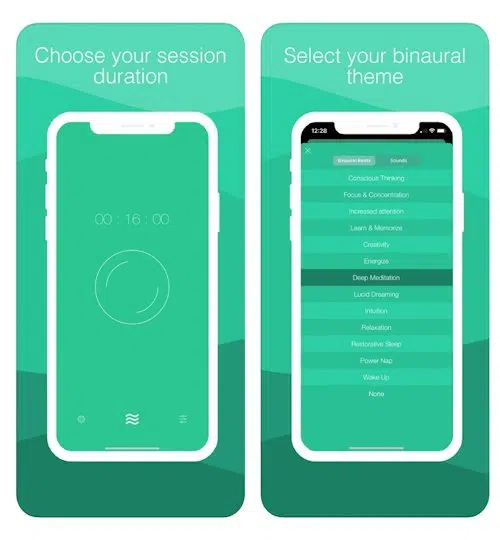 Choose your session
duration
00 : 16 : 00
Select your binaural
theme
12:28
Binaural Beats
Sounds
Conscious Thinking
Focus & Concentration
Increased attention
Learn & Memorize
Creativity
Energize
Deep Meditation
Lucid Dreaming
Intuition
Relaxation
Restorative Sleep
Power Nap
Wake Up
None